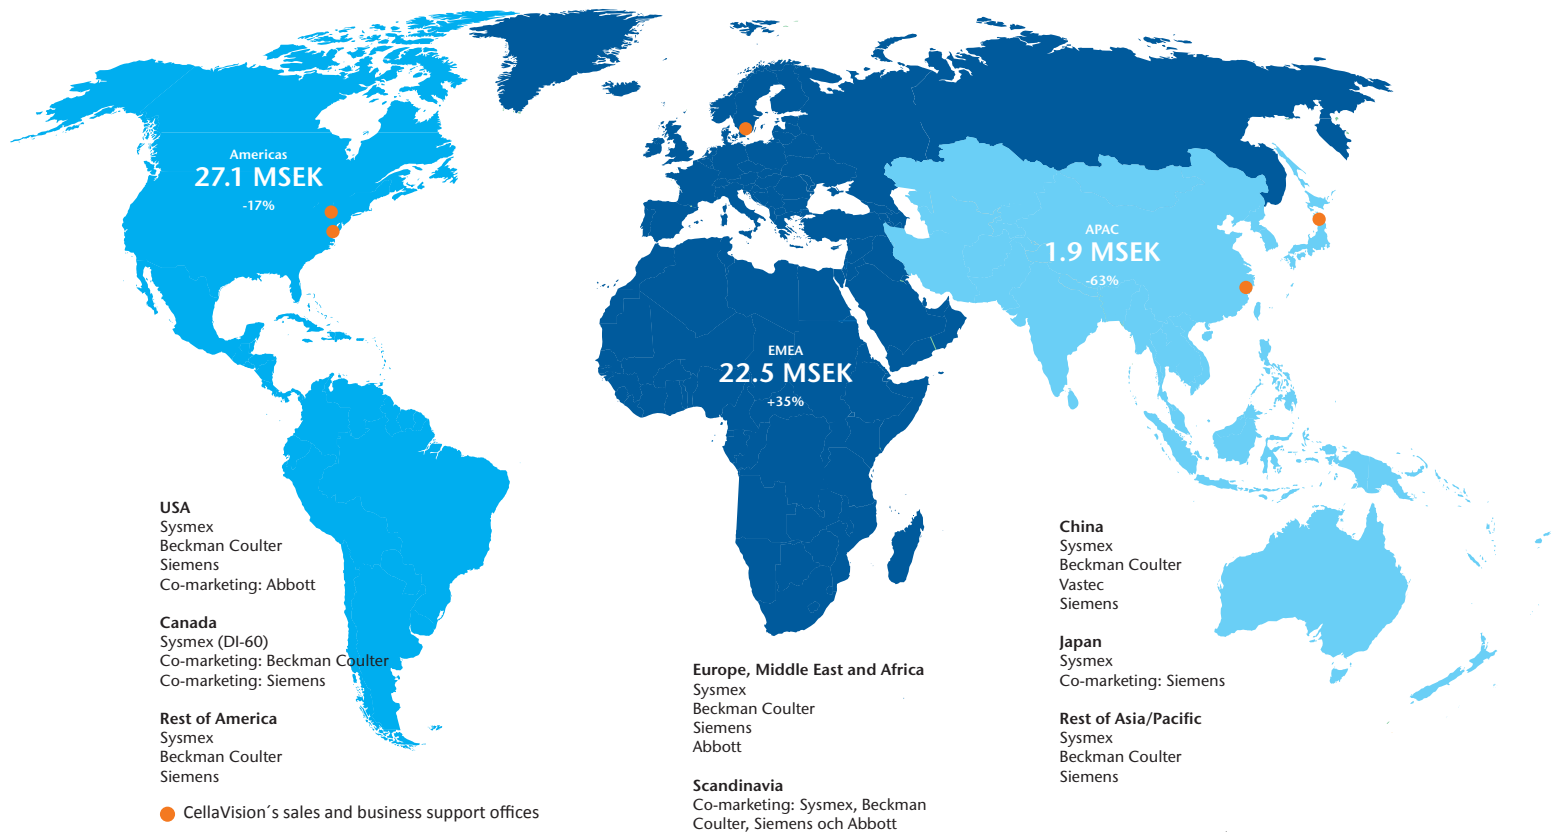 Americas
27.1 MSEK
-17%
APAC
1.9 MSEK
-63%
EMEA
22.5 MSEK
+35%
USA
Sysmex
Beckman Coulter
Siemens
Co-marketing: Abbott
Canada
Sysmex (DI-60)
Co-marketing: Beckman Coulter
Co-marketing: Siemens
Rest of America
Sysmex
Beckman Coulter
Siemens
CellaVision´s sales and business support offices
Europe, Middle East and Africa
Sysmex
Beckman Coulter
Siemens
Abbott
Scandinavia
Co-marketing: Sysmex, Beckman
Coulter, Siemens och Abbott
China
Sysmex
Beckman Coulter
Vastec
Siemens
Japan
Sysmex
Co-marketing: Siemens
Rest of Asia/Pacific
Sysmex
Beckman Coulter
Siemens